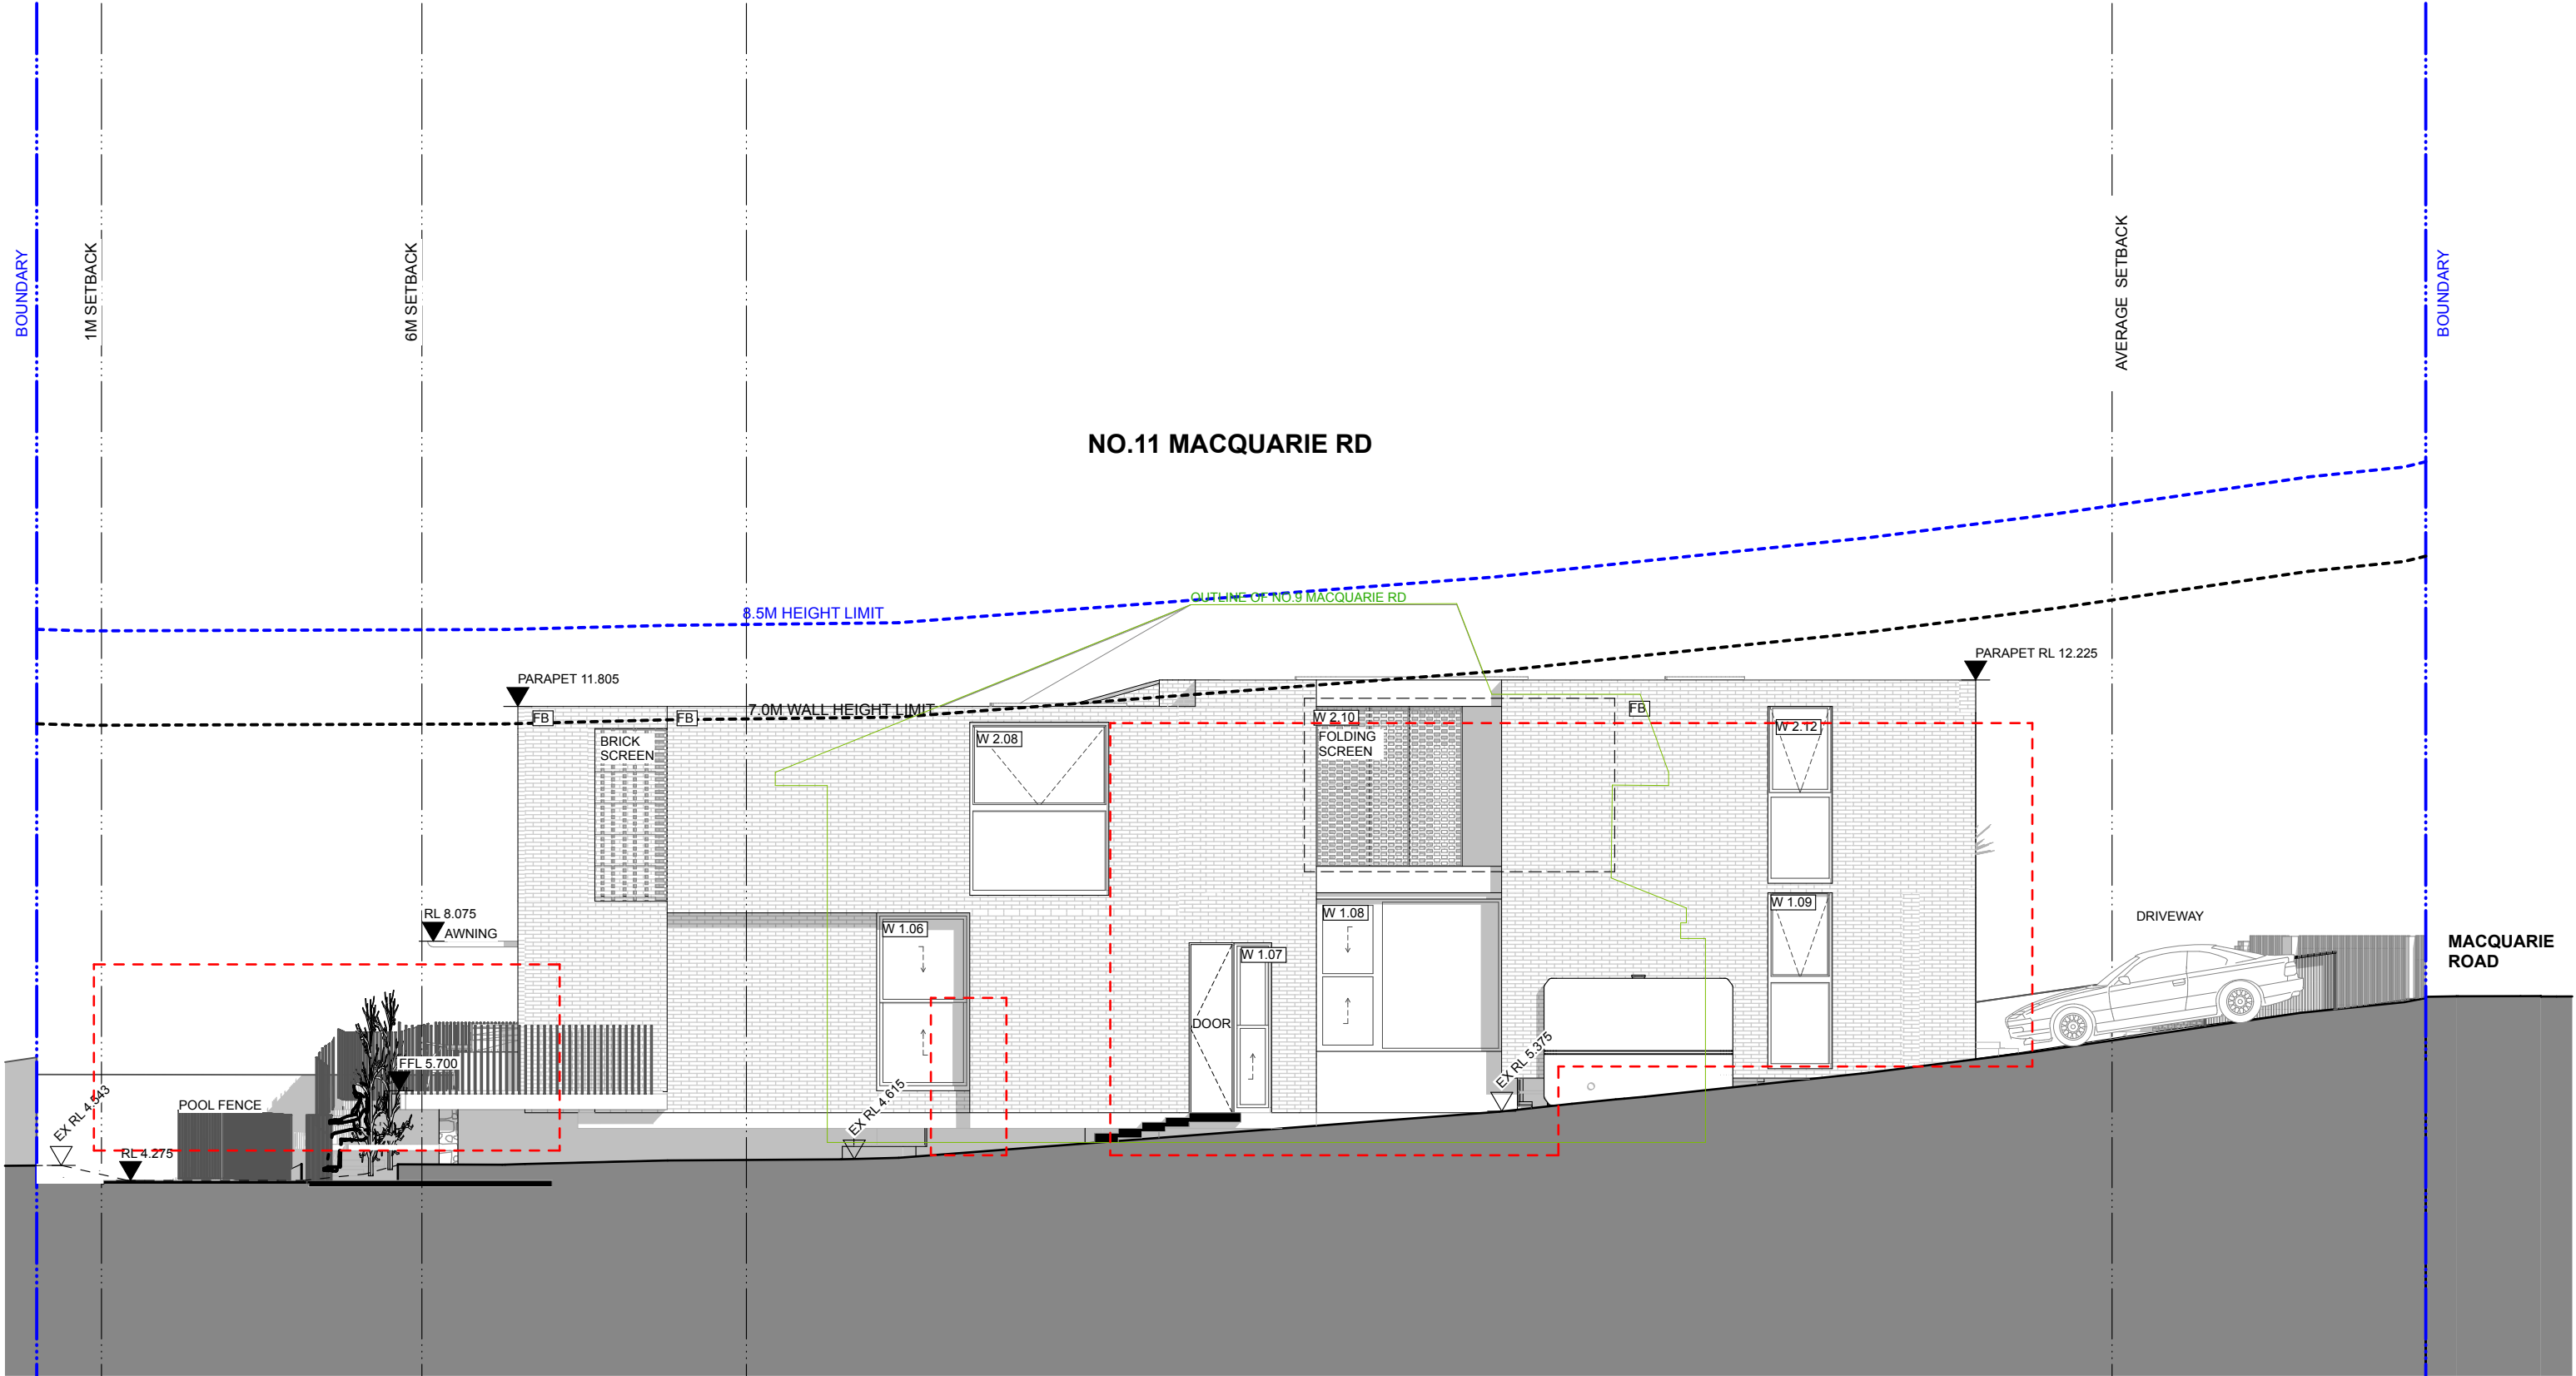 BOUNDARY
1M SETBACK
6M SETBACK
AVERAGE SETBACK
BOUNDARY
NO.11 MACQUARIE RD
OUTLINE OF NO.9 MACQUARIE RD
8.5M HEIGHT LIMIT
PARAPET RL 12.225
PARAPET 11.805
7.0M WALL HEIGHT LIMIT
FB
FB
FB
W 2.10
FOLDING
SCREEN
W 2.12
W 2.08
BRICK
SCREEN
W 1.09
W 1.08
RL 8.075
AWNING
W 1.06
W 1.07
DRIVEWAY
MACQUARIE
ROAD
DOOR
FFL 5.700
EX RL 5.375
EX RL 4.543
POOL FENCE
EX RL 4.615
RL 4.275